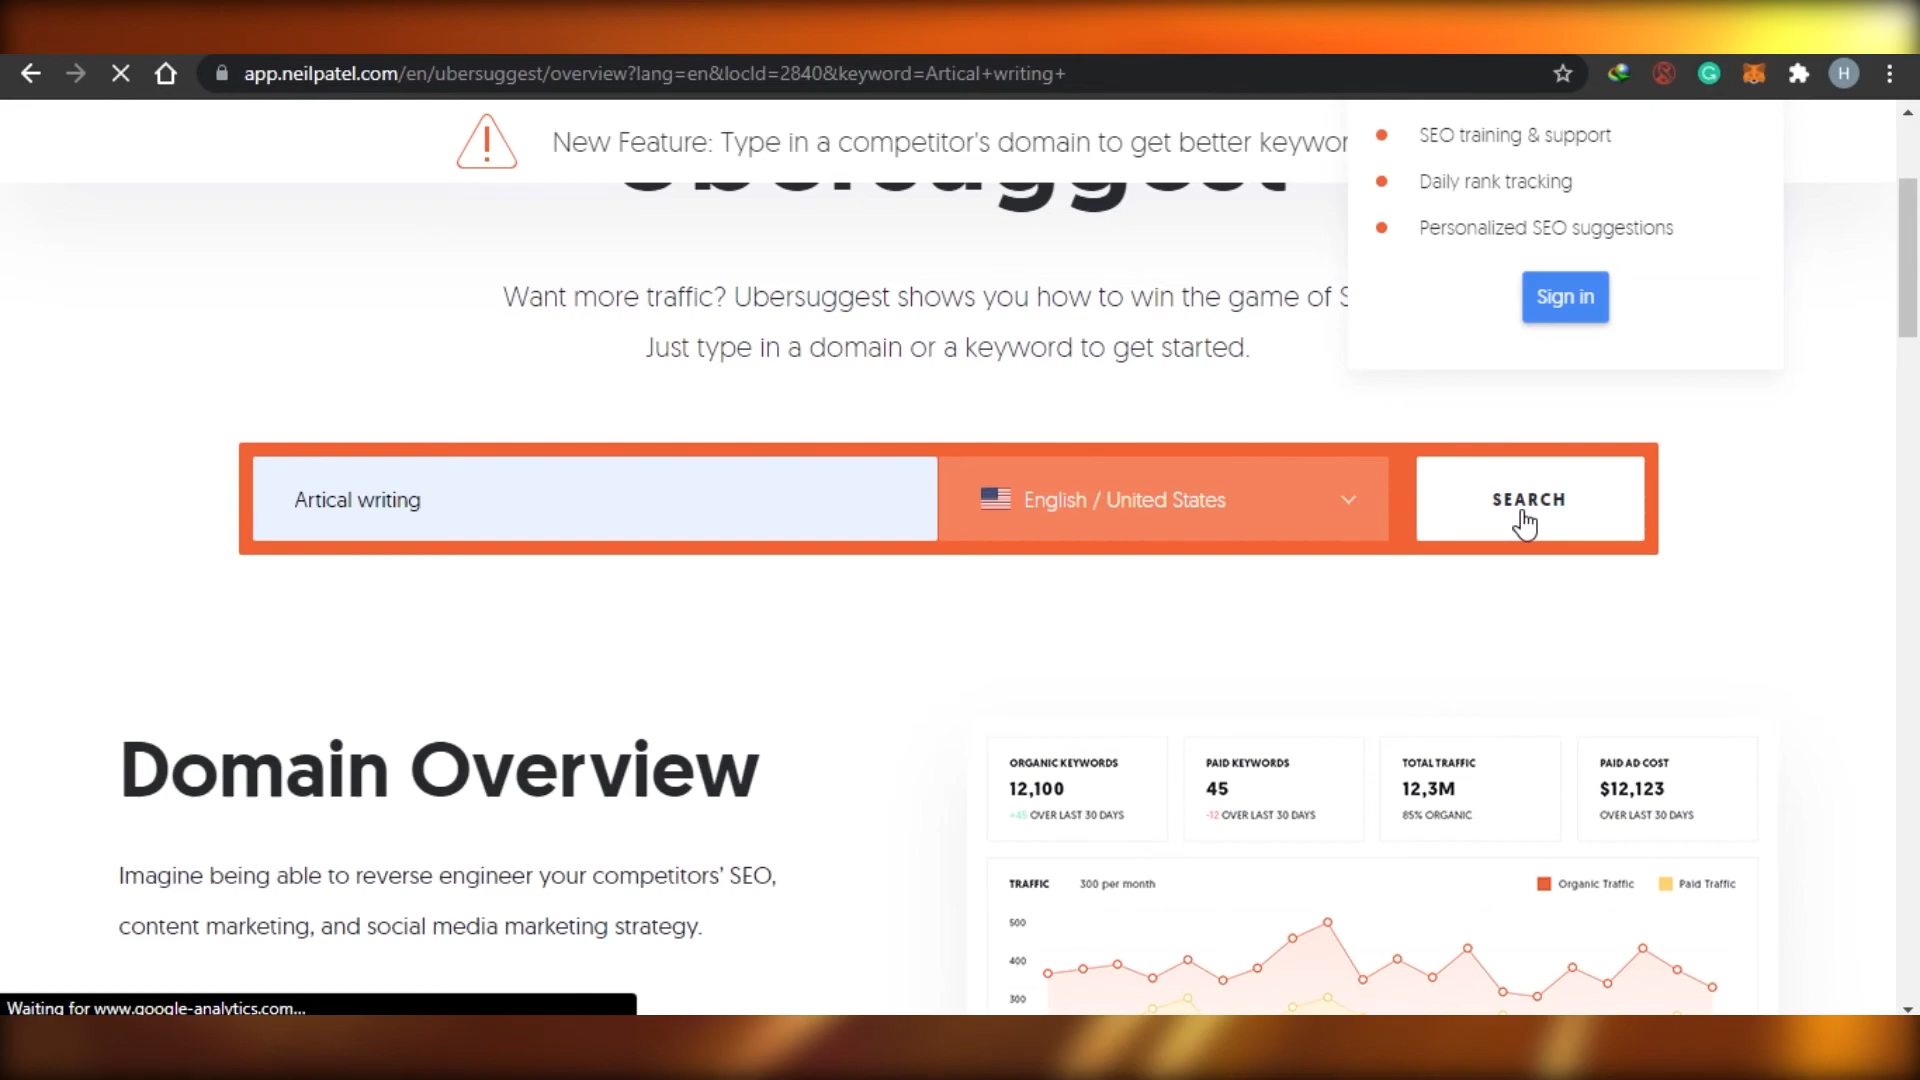 app.neilpatel.com/en/ubersuggest/overview?lang=en&locId=2840&keyword=Artical+writing+
H
New Feature: Type in a competitor's domain to get better keywor
SEO training & support
Daily rank tracking
Personalized SEO suggestions
Sign in
Ubersuggest
Want more traffic? Ubersuggest shows you how to win the game of S
Just type in a domain or a keyword to get started.
Artical writing
English / United States
SEARCH
Domain Overview
Imagine being able to reverse engineer your competitors' SEO,
content marketing, and social media marketing strategy.
ORGANIC KEYWORDS
12,100
+45 OVER LAST 30 DAYS
PAID KEYWORDS
45
-12 OVER LAST 30 DAYS
TOTAL TRAFFIC
12,3M
85% ORGANIC
PAID AD COST
$12,123
OVER LAST 30 DAYS
TRAFFIC 300 per month
Organic Traffic Paid Traffic
500
400
300
Waiting for www.google-analytics.com...